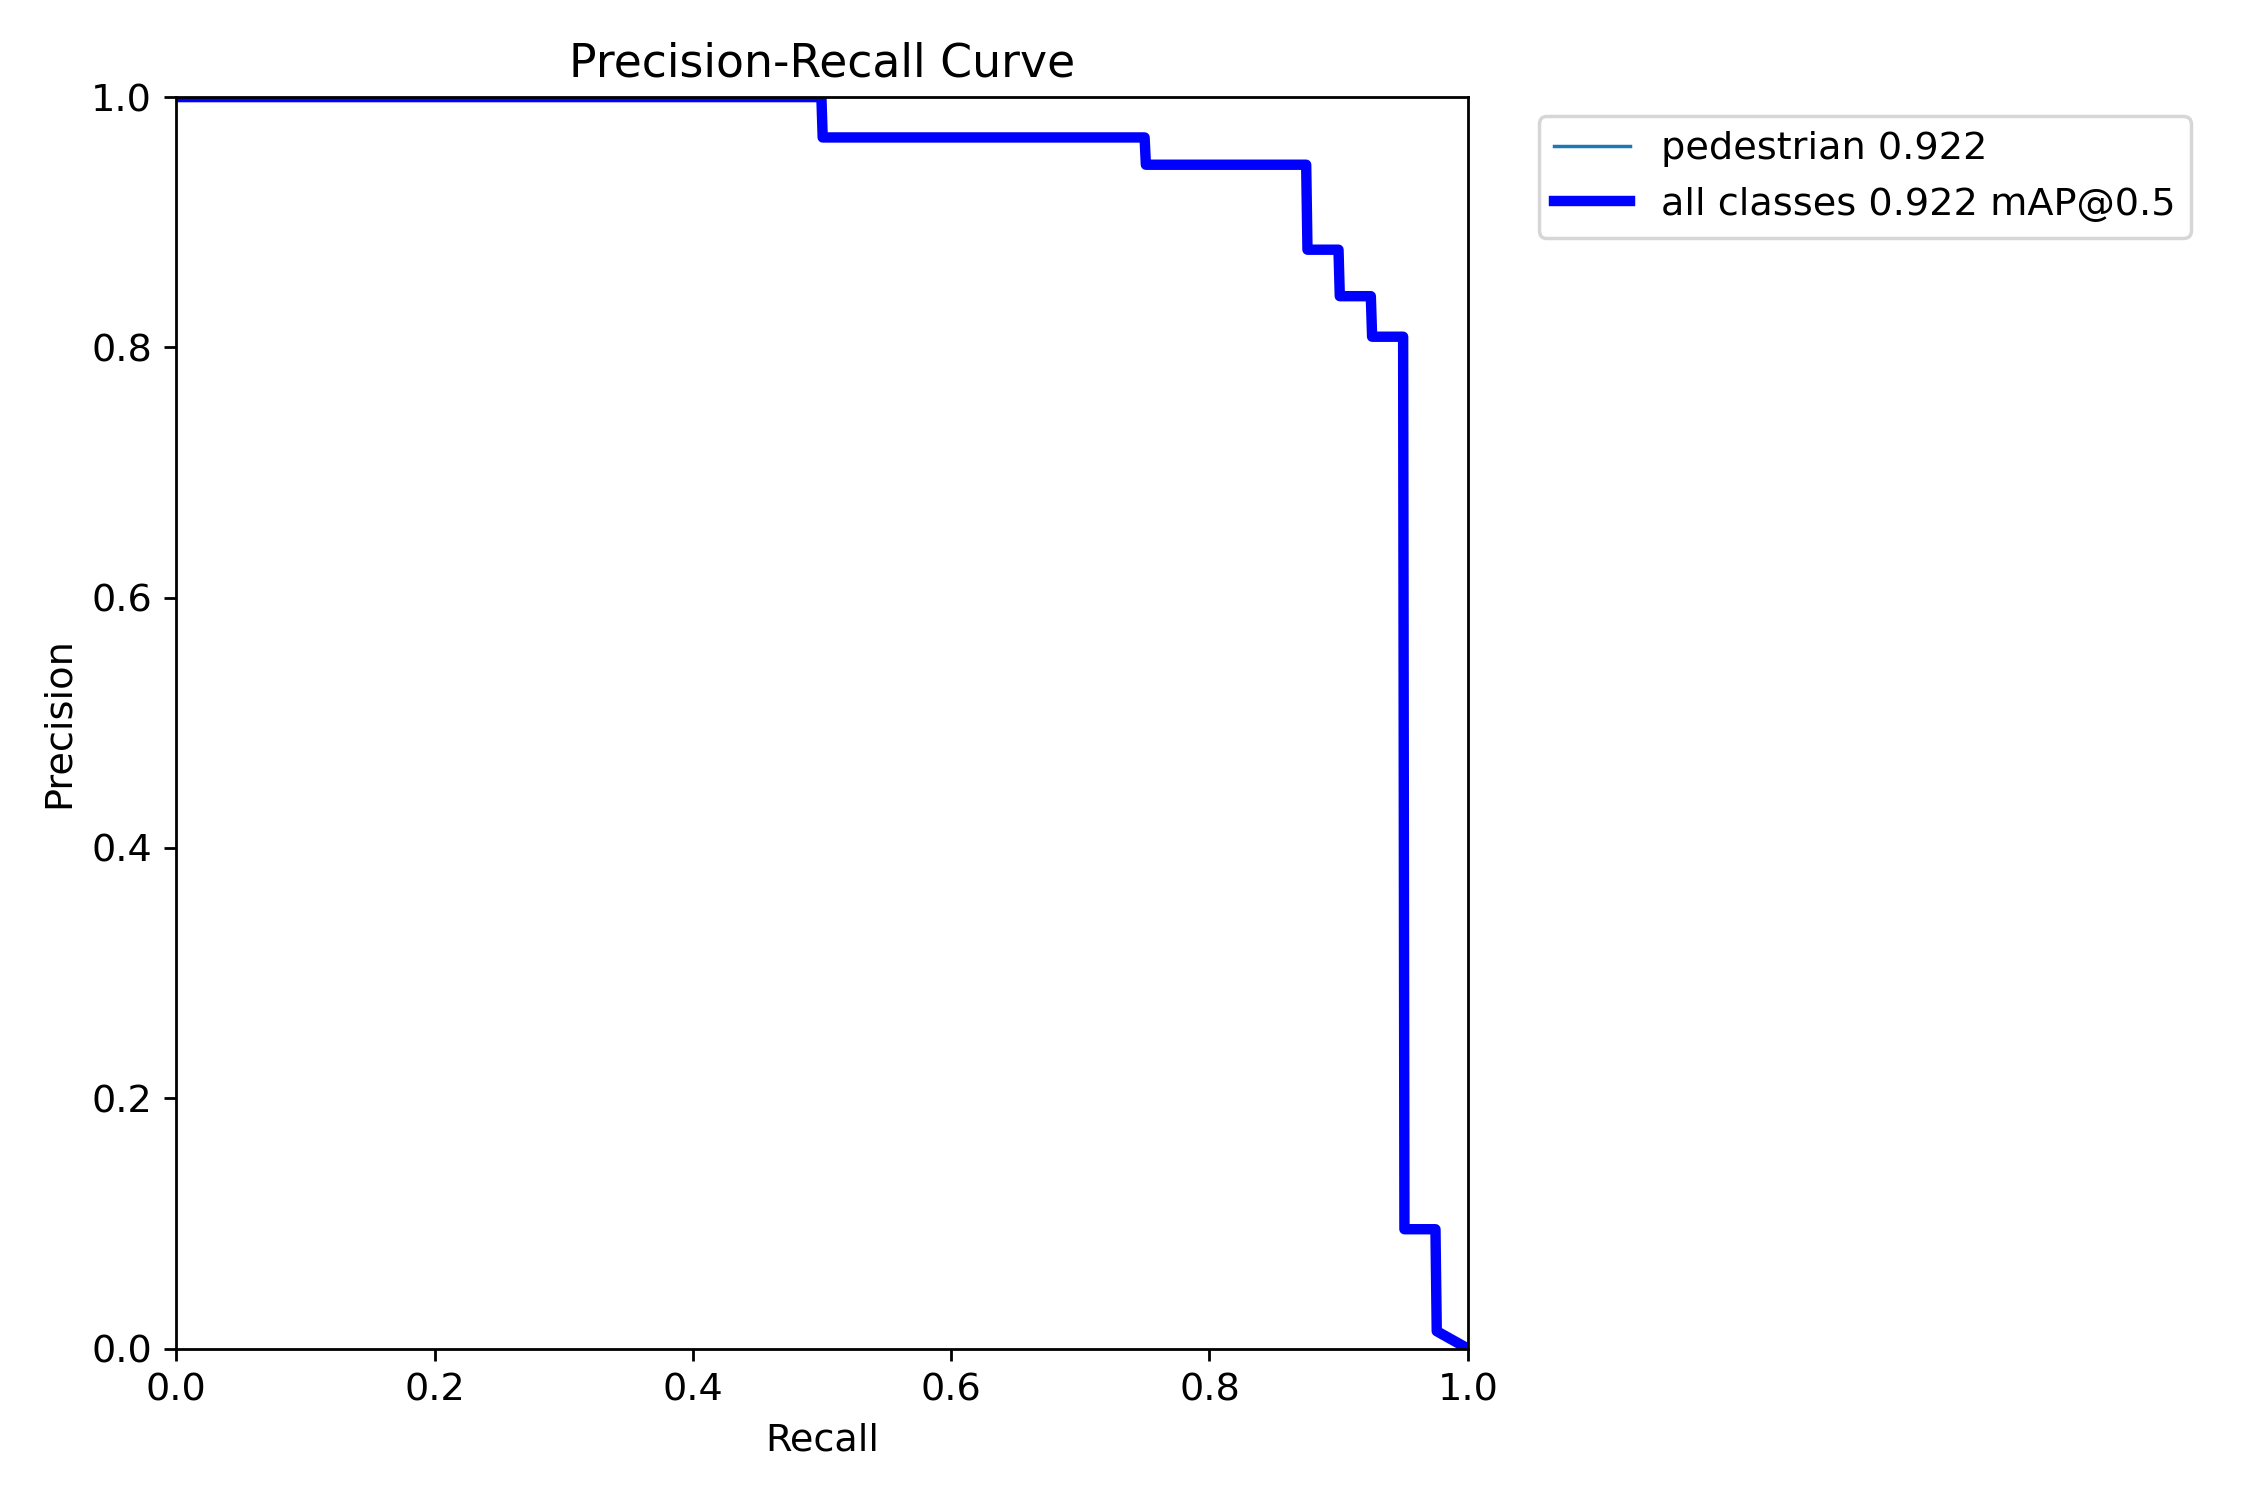 Precision-Recall Curve
1.0
0.8
0.6
0.4
0.2
0.0
Precision
0.0 0.2 0.4 0.6 0.8 1.0
Recall
pedestrian 0.922
all classes 0.922 mAP@0.5